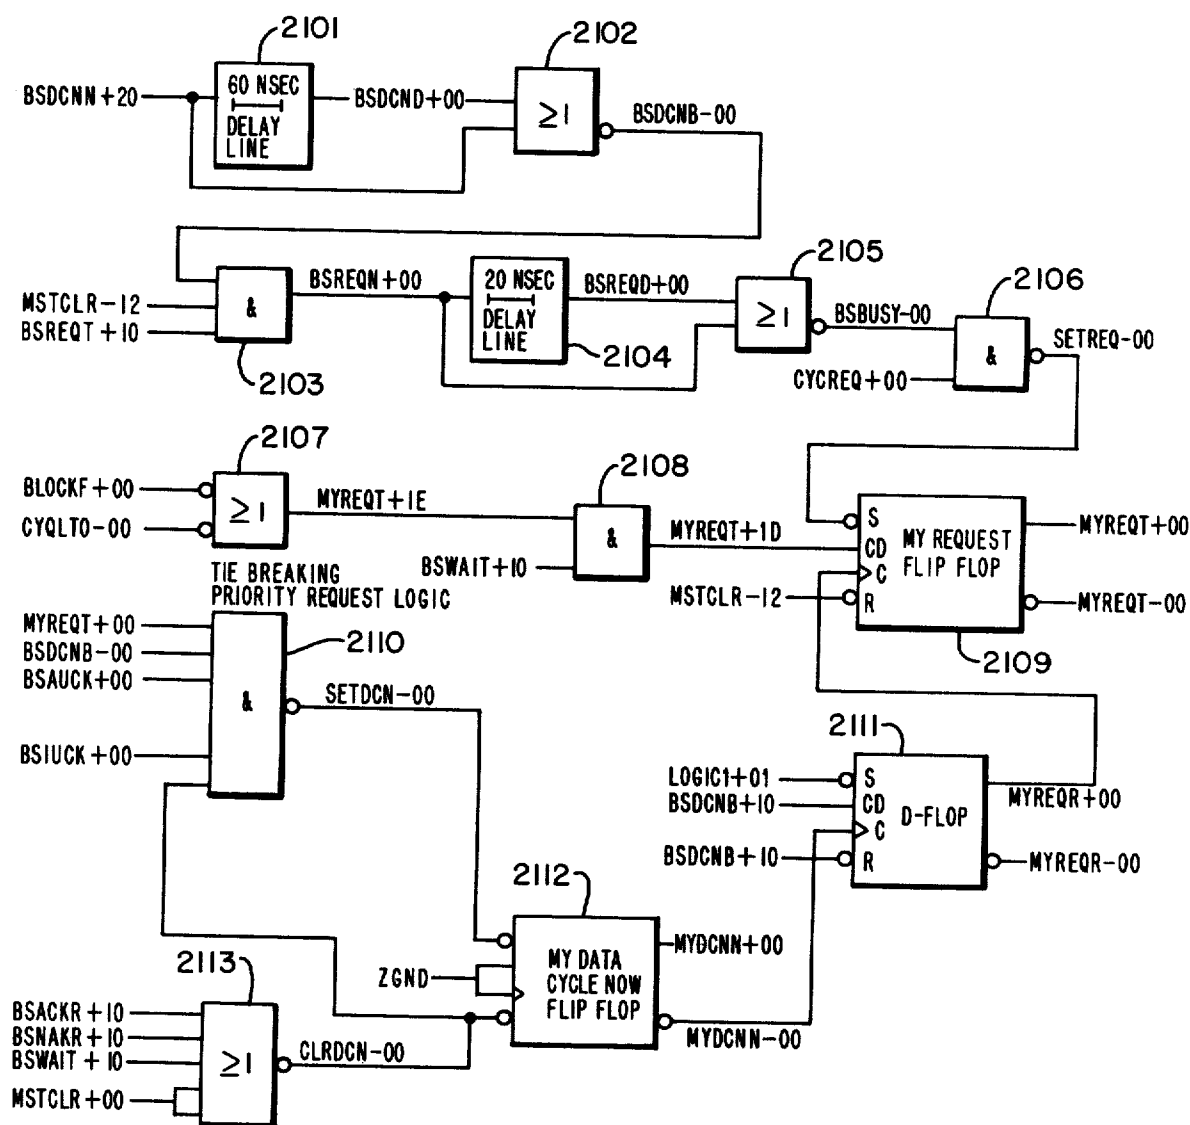 2101
2102
BSDCNN+20
60 NSEC
DELAY
LINE
BSDCND+00
≥1
BSDCNB-00
MSTCLR-12
BSREQT+10
&
2103
BSREQN+00
20 NSEC
DELAY
LINE
2104
BSREQD+00
2105
≥1
BSBUSY-00
CYCREQ+00
2106
&
SETREQ-00
2107
BLOCKF+00
CYQLTO-00
≥1
MYREQT+1E
2108
BSWAIT+10
&
MYREQT+1D
MSTCLR-12
S
CD
C
R
MY REQUEST
FLIP FLOP
MYREQT+00
MYREQT-00
2109
TIE BREAKING
PRIORITY REQUEST LOGIC
MYREQT+00
BSDCNB-00
BSAUCK+00
BSIUCK+00
2110
&
SETDCN-00
2111
LOGIC1+01
BSDCNB+10
BSDCNB+10
S
CD
C
R
D-FLOP
MYREQR+00
MYREQR-00
2112
ZGND
MY DATA
CYCLE NOW
FLIP FLOP
MYDCNN+00
MYDCNN-00
2113
BSACKR+10
BSNAKR+10
BSWAIT+10
MSTCLR+00
≥1
CLRDCN-00